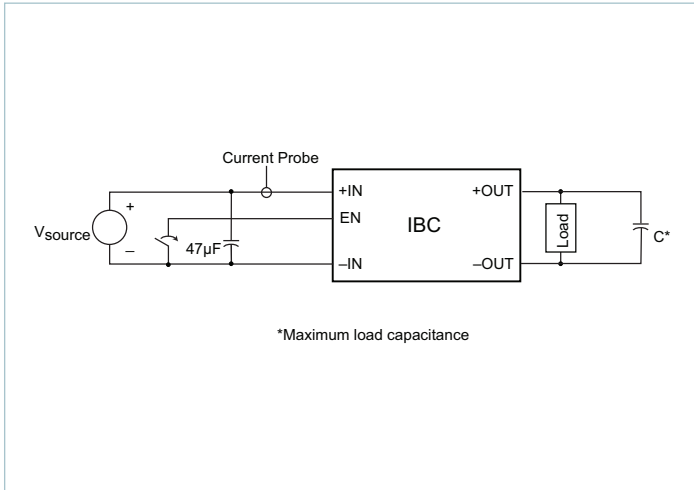 Current Probe
+IN
+OUT
+
EN
IBC
Load
Vsource
C*
–
47µF
–IN
–OUT
*Maximum load capacitance